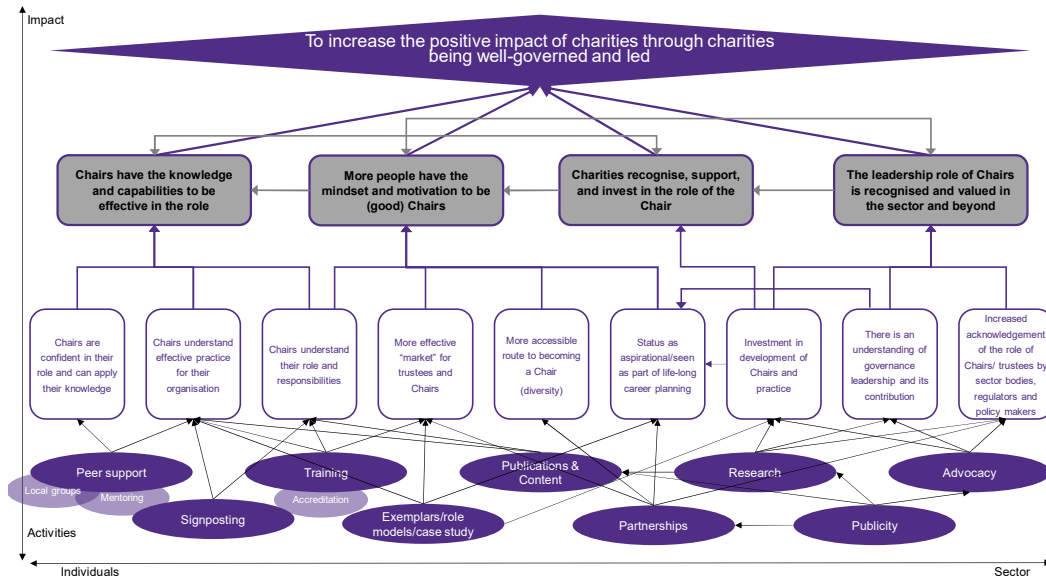 Impact
To increase the positive impact of charities through charities
being well-governed and led
Chairs have the knowledge
and capabilities to be
effective in the role
More people have the
mindset and motivation to be
(good) Chairs
Charities recognise, support,
and invest in the role of the
Chair
The leadership role of Chairs
is recognised and valued in
the sector and beyond
Chairs are
confident in their
role and can apply
their knowledge
Chairs understand
effective practice
for their
organisation
Chairs understand
their role and
responsibilities
More effective
“market” for
trustees and
Chairs
More accessible
route to becoming
a Chair
(diversity)
Status as
aspirational/seen
as part of life-long
career planning
Investment in
development of
Chairs and
practice
There is an
understanding of
governance
leadership and its
contribution
Increased
acknowledgement
of the role of
Chairs/ trustees by
sector bodies,
regulators and
policy makers
Peer support
Local groups
Mentoring
Signposting
Training
Accreditation
Exemplars/role
models/case study
Publications &
Content
Partnerships
Research
Publicity
Advocacy
Activities
Individuals
Sector